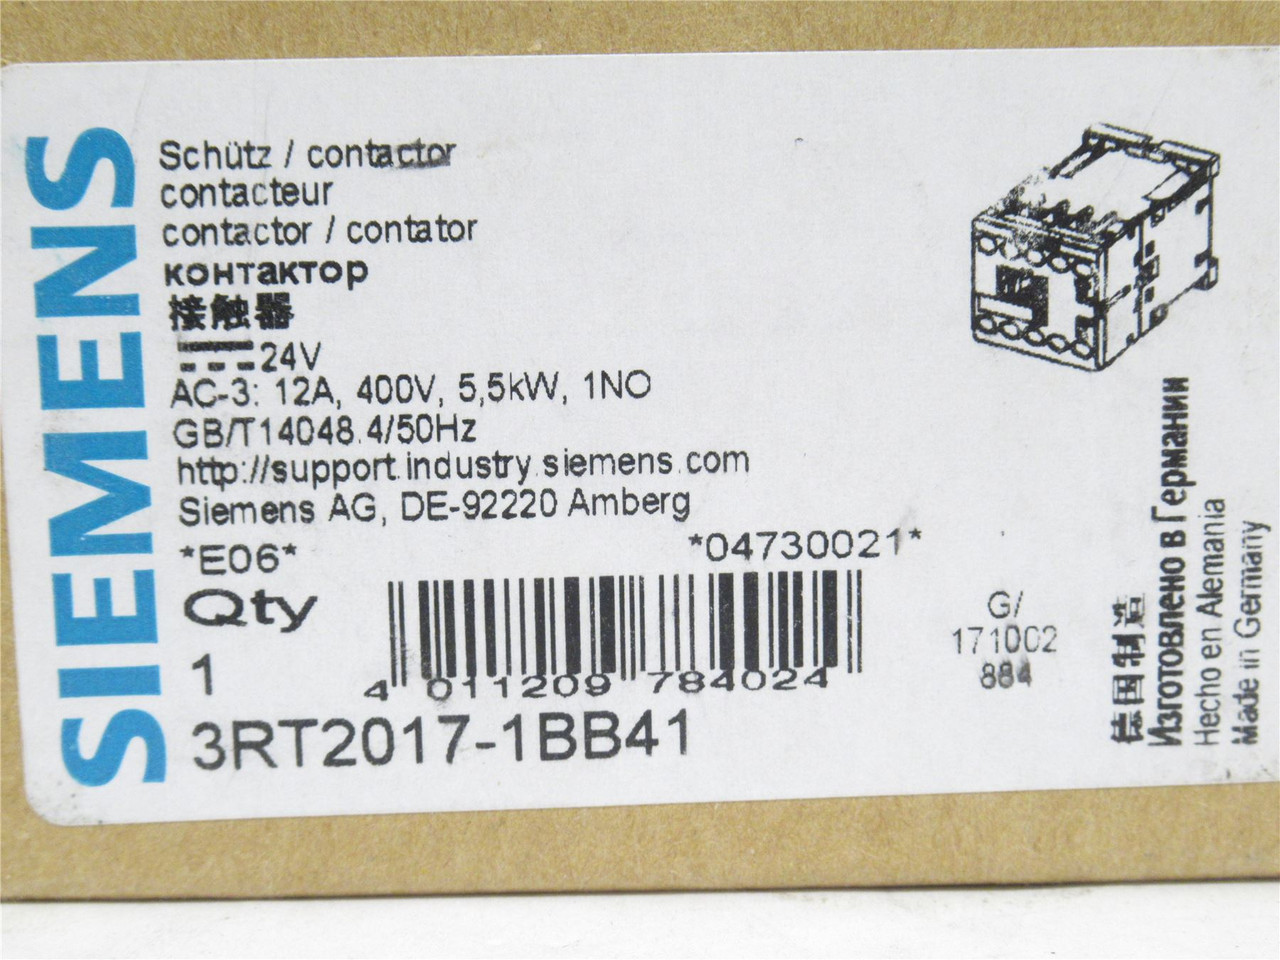 SIEMENS
Schütz / contactor
contacteur
contactor / contator
контактор
接触器
24V
AC-3: 12A, 400V, 5,5kW, 1NO
GB/T14048.4/50Hz
http://support.industry.siemens.com
Siemens AG, DE-92220 Amberg
*E06*
*04730021*
Qty
1
4 011209 784024
3RT2017-1BB41
G/
171002
884
德国制造
Изготовлено в Германии
Hecho en Alemania
Made in Germany